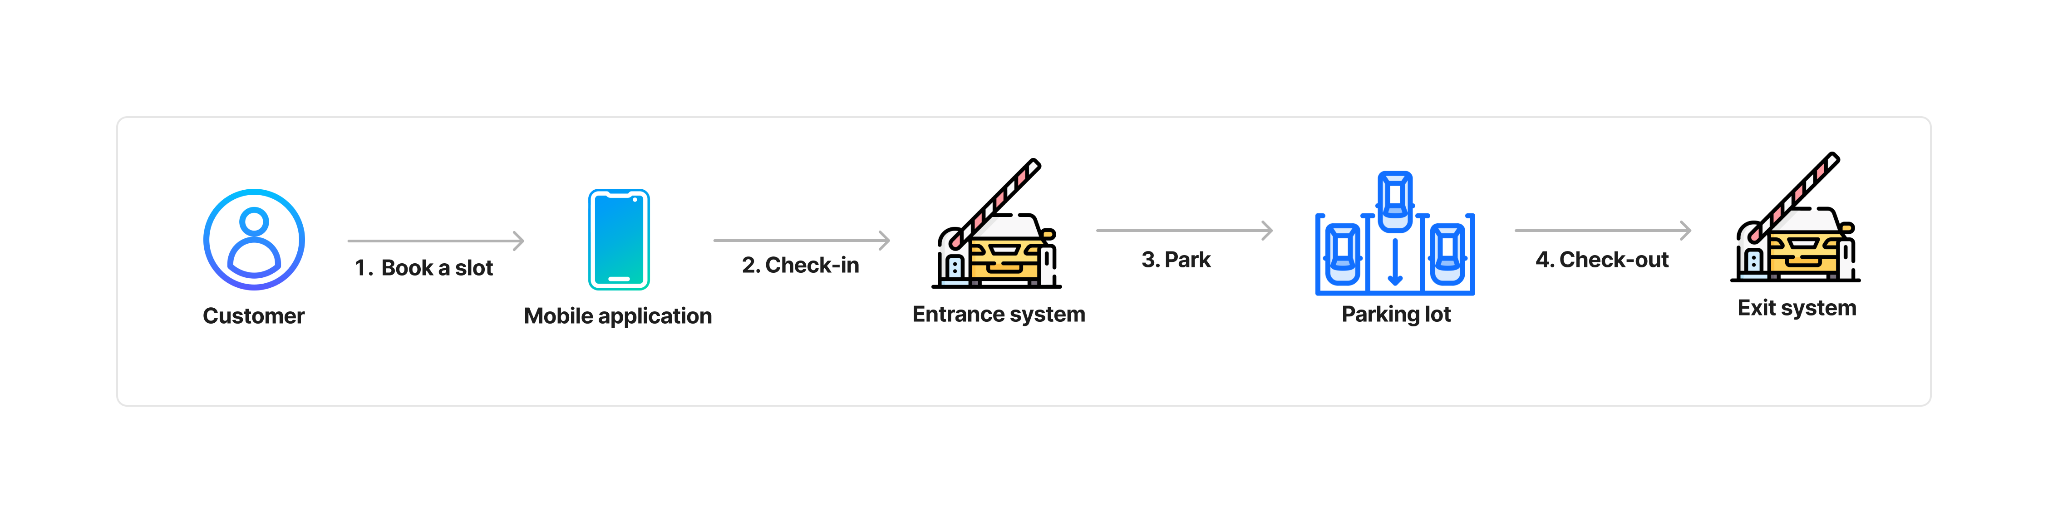 1. Book a slot
2. Check-in
3. Park
4. Check-out
Customer
Mobile application
Entrance system
Parking lot
Exit system